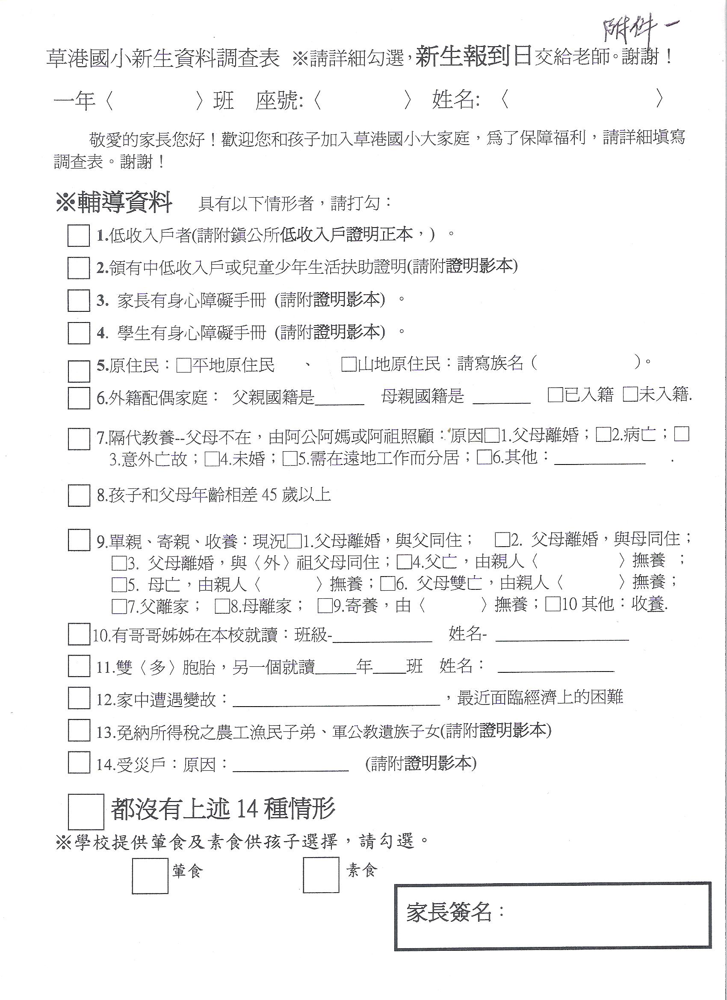 附件一
草港國小新生資料調查表 ※請詳細勾選，新生報到日交給老師。謝謝！
一年〈　　　　〉班　座號:〈　　　　〉　姓名:〈　　　　　　　〉
敬愛的家長您好！歡迎您和孩子加入草港國小大家庭，為了保障福利，請詳細填寫
調查表。謝謝！
※輔導資料　具有以下情形者，請打勾：
□ 1.低收入戶者(請附鎮公所低收入戶證明正本，) 。
□ 2.領有中低收入戶或兒童少年生活扶助證明(請附證明影本)
□ 3. 家長有身心障礙手冊 (請附證明影本) 。
□ 4. 學生有身心障礙手冊 (請附證明影本) 。
□ 5.原住民：□平地原住民　、　□山地原住民：請寫族名（　　　　　）。
□ 6.外籍配偶家庭： 父親國籍是______ 母親國籍是 _______ □已入籍 □未入籍.
□ 7.隔代教養--父母不在，由阿公阿媽或阿祖照顧：原因□1.父母離婚；□2.病亡；□
3.意外亡故；□4.未婚；□5.需在遠地工作而分居；□6.其他：___________ .
□ 8.孩子和父母年齡相差 45 歲以上
□ 9.單親、寄親、收養：現況□1.父母離婚，與父同住； □2. 父母離婚，與母同住；
□3. 父母離婚，與〈外〉祖父母同住；□4.父亡，由親人〈　　　　〉撫養 ；
□5. 母亡，由親人〈　　　〉撫養；□6. 父母雙亡，由親人〈　　　〉撫養；
□7.父離家； □8.母離家； □9.寄養，由〈　　　〉撫養；□10 其他：收養.
□ 10.有哥哥姊姊在本校就讀：班級-____________ 姓名- ________________
□ 11.雙〈多〉胞胎，另一個就讀_____年____班 姓名： ______________
□ 12.家中遭遇變故：_________________________，最近面臨經濟上的困難
□ 13.免納所得稅之農工漁民子弟、軍公教遺族子女(請附證明影本)
□ 14.受災戶：原因：______________ (請附證明影本)
□ 都沒有上述 14 種情形
※學校提供葷食及素食供孩子選擇，請勾選。
□ 葷食　　□ 素食
家長簽名：